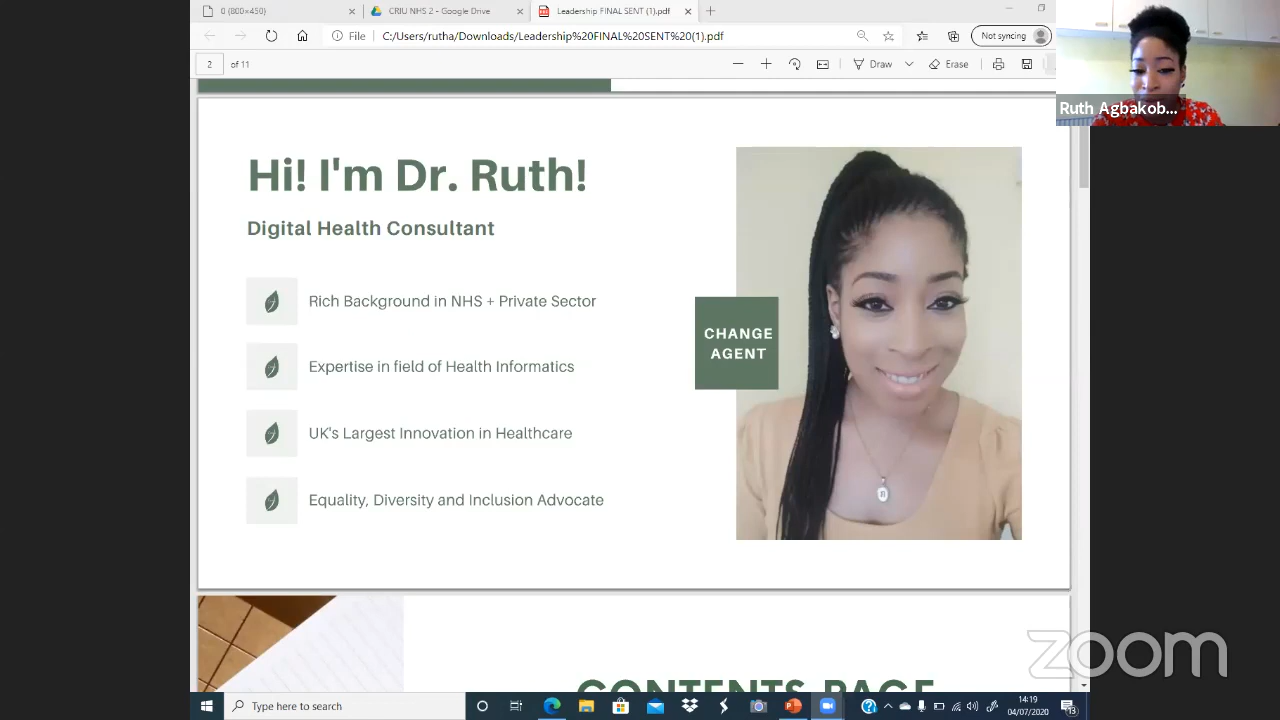 0 (800×450)
CRIU NHS 2 - Google Drive
Leadership FINAL SENT (1).pdf
File
C:/Users/rutha/Downloads/Leadership%20FINAL%20SENT%20(1).pdf
Not syncing
2
of 11
Draw
Erase
Ruth Agbakob...
Hi! I'm Dr. Ruth!
Digital Health Consultant
Rich Background in NHS + Private Sector
Expertise in field of Health Informatics
UK's Largest Innovation in Healthcare
Equality, Diversity and Inclusion Advocate
CHANGE
AGENT
CONTENTS PAGE
zoom
Type here to search
14:19
04/07/2020
13